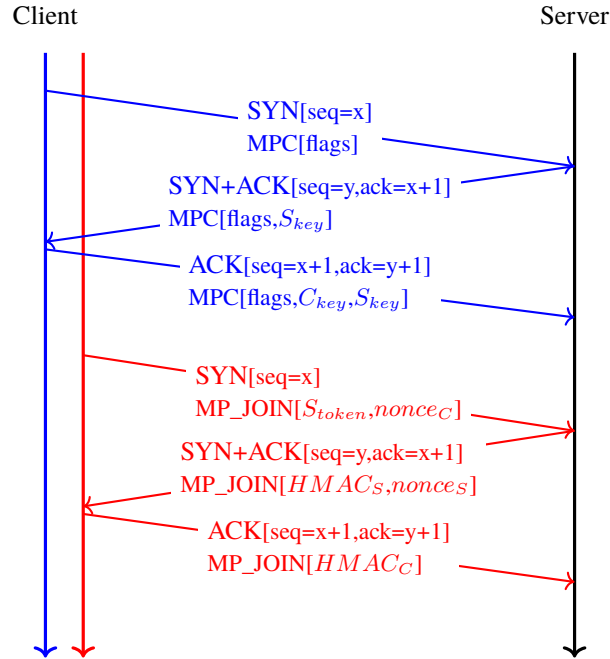 Client Server
SYN[seq=x]
MPC[flags]
SYN+ACK[seq=y,ack=x+1]
MPC[flags,S_key]
ACK[seq=x+1,ack=y+1]
MPC[flags,C_key,S_key]
SYN[seq=x]
MP_JOIN[S_token,nonce_C]
SYN+ACK[seq=y,ack=x+1]
MP_JOIN[HMAC_S,nonce_S]
ACK[seq=x+1,ack=y+1]
MP_JOIN[HMAC_C]